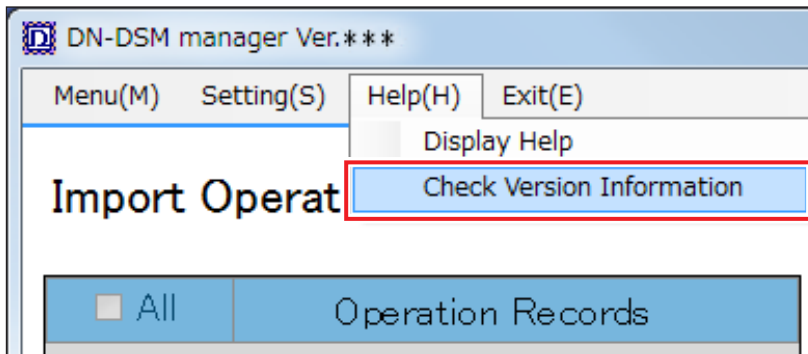 DN-DSM manager Ver.***
Menu(M) Setting(S) Help(H) Exit(E)
Display Help
Check Version Information
Import Operat
All Operation Records